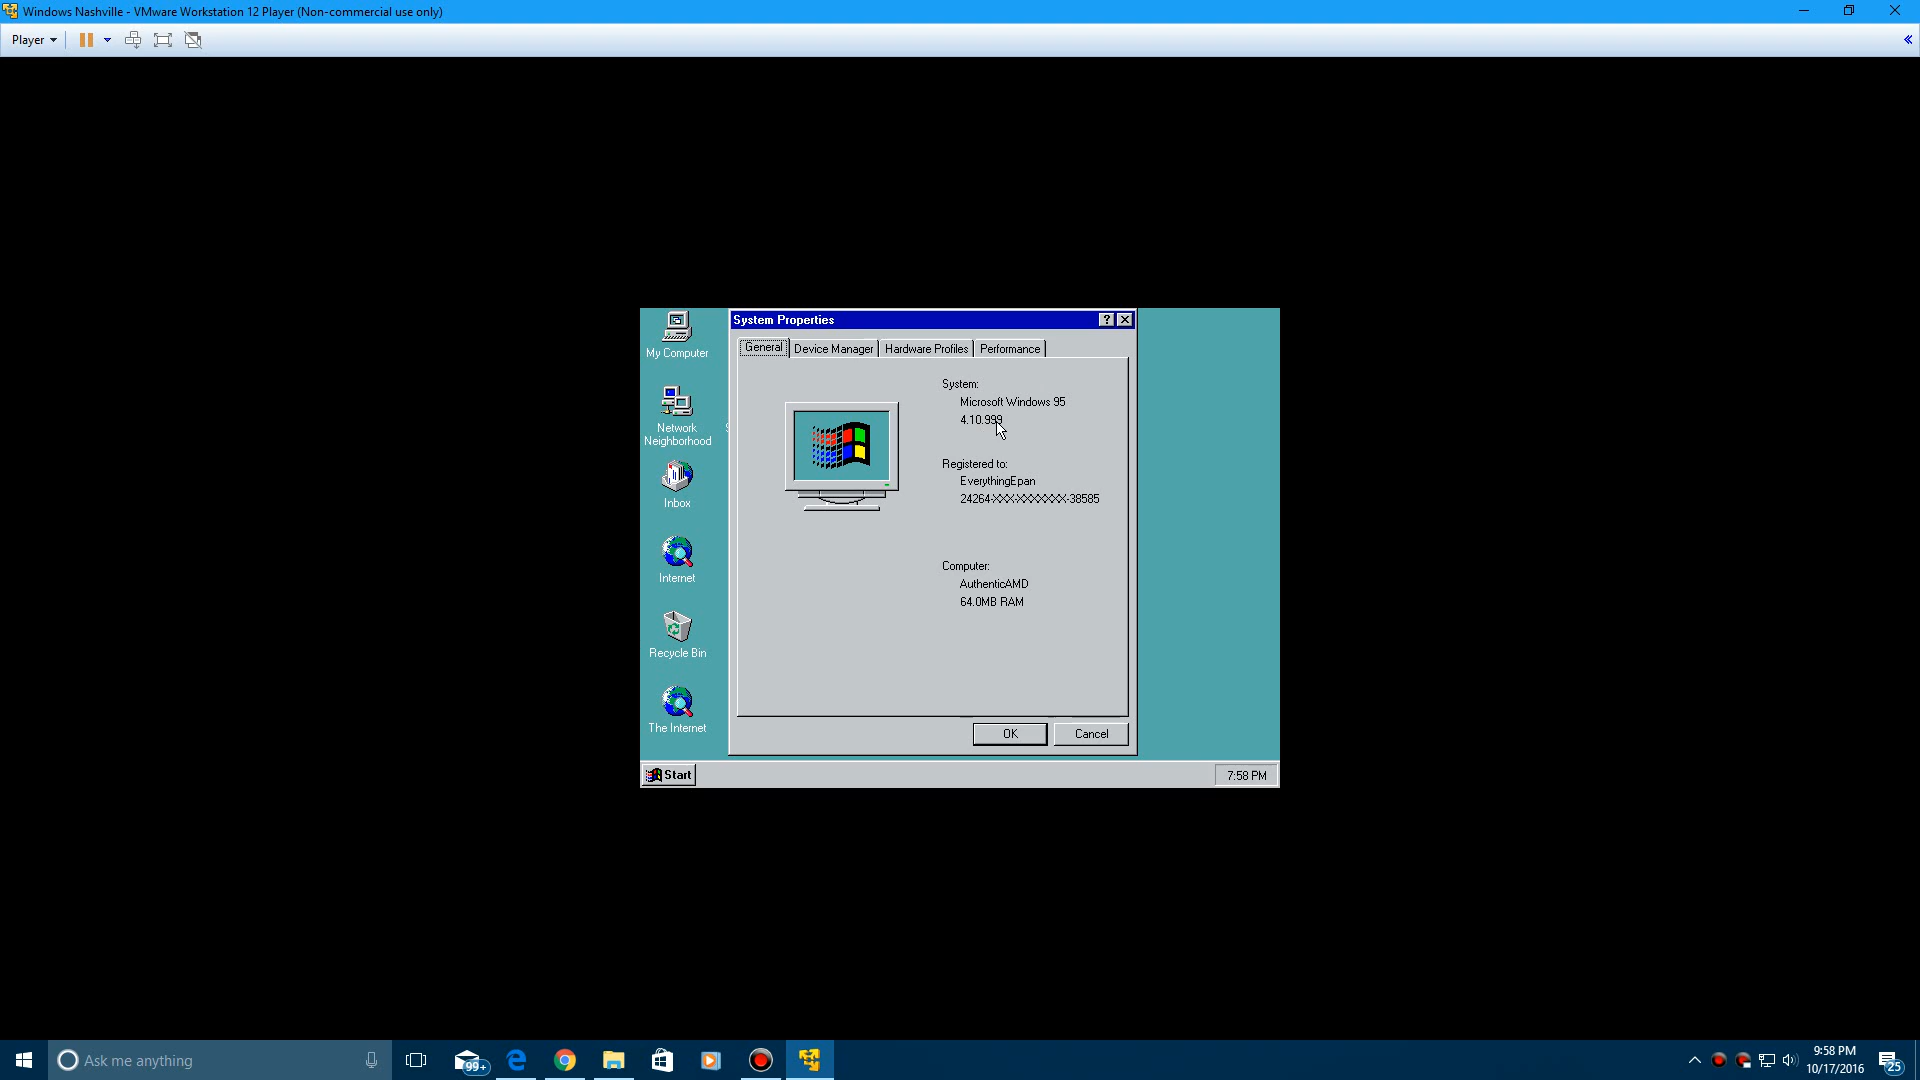 Windows Nashville - VMware Workstation 12 Player (Non-commercial use only)
Player
System Properties
General Device Manager Hardware Profiles Performance
My Computer
Network
Neighborhood
Inbox
Internet
Recycle Bin
The Internet
System:
Microsoft Windows 95
4.10.999
Registered to:
EverythingEpan
24264-XXX-XXXXXXX-38585
Computer:
AuthenticAMD
64.0MB RAM
OK Cancel
Start
7:58 PM
Ask me anything
99+
9:58 PM
10/17/2016
25